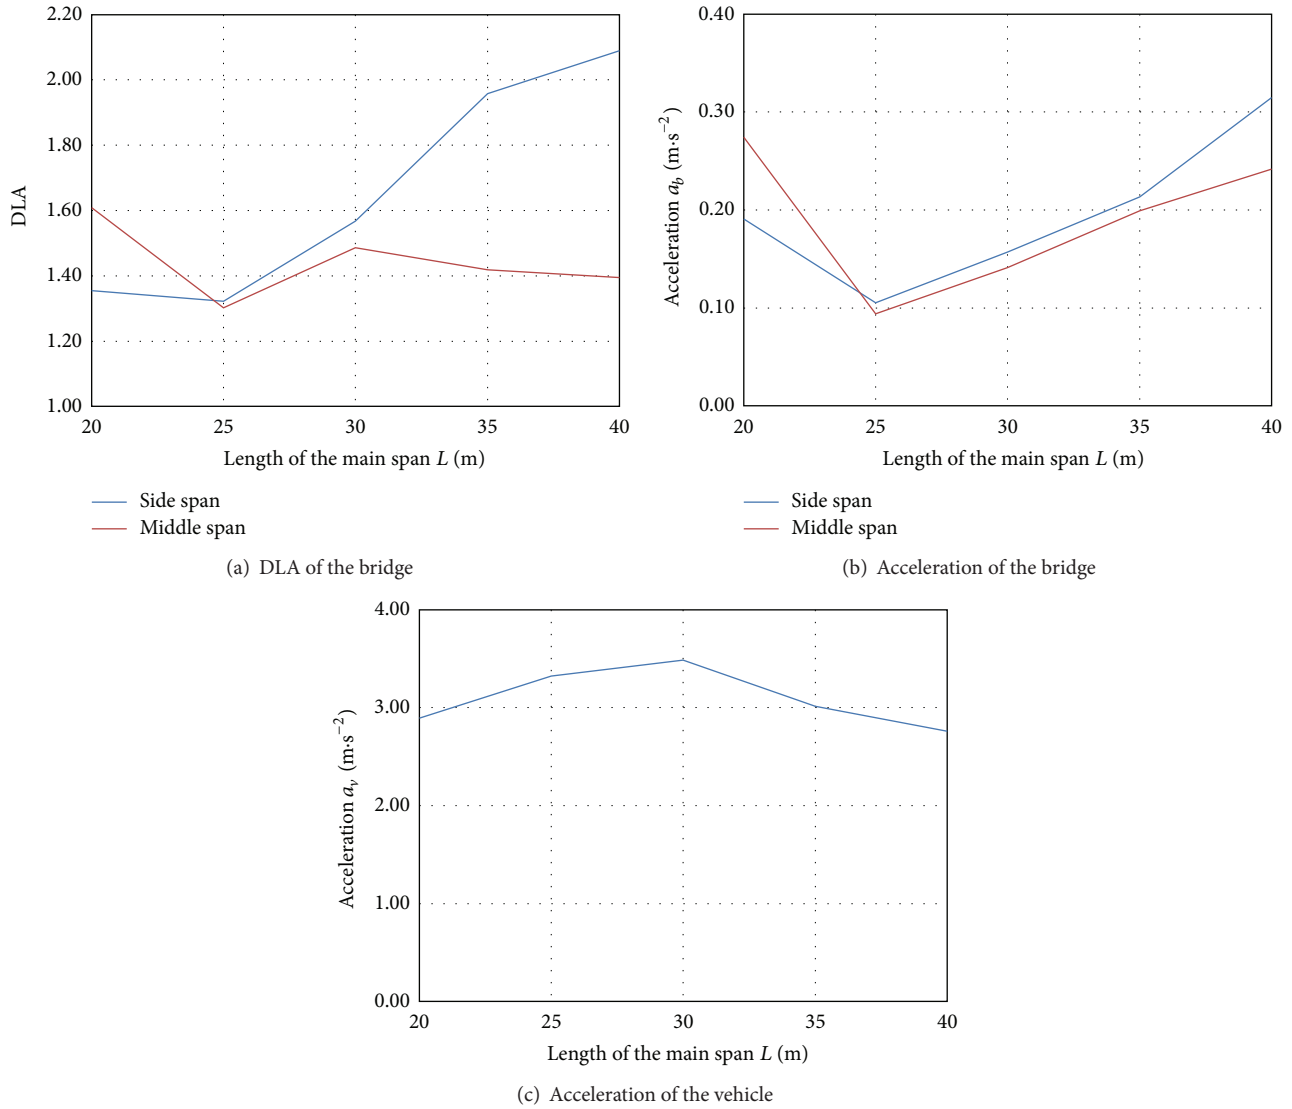 2.20
2.00
1.80
1.60
1.40
1.20
1.00
DLA
20 25 30 35 40
Length of the main span L (m)
Side span
Middle span
(a) DLA of the bridge
0.40
0.30
0.20
0.10
0.00
Acceleration a_b (m·s⁻²)
20 25 30 35 40
Length of the main span L (m)
Side span
Middle span
(b) Acceleration of the bridge
4.00
3.00
2.00
1.00
0.00
Acceleration a_v (m·s⁻²)
20 25 30 35 40
Length of the main span L (m)
(c) Acceleration of the vehicle